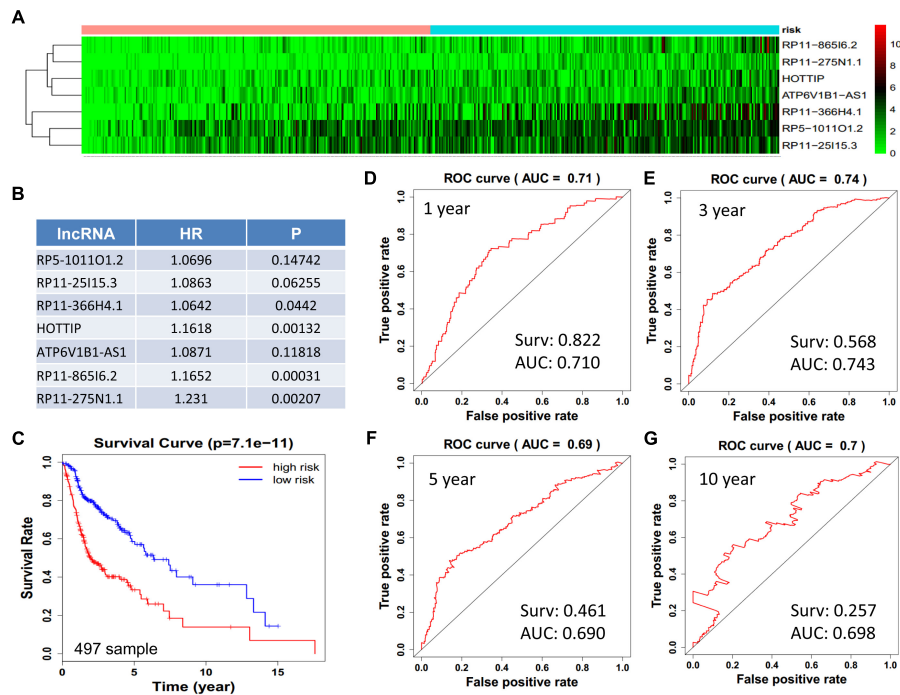 A
risk
RP11-865I6.2
RP11-275N1.1
HOTTIP
ATP6V1B1-AS1
RP11-366H4.1
RP5-1011O1.2
RP11-25I15.3
10
8
6
4
2
0
B
lncRNA HR P
RP5-1011O1.2 1.0696 0.14742
RP11-25I15.3 1.0863 0.06255
RP11-366H4.1 1.0642 0.0442
HOTTIP 1.1618 0.00132
ATP6V1B1-AS1 1.0871 0.11818
RP11-865I6.2 1.1652 0.00031
RP11-275N1.1 1.231 0.00207
C
Survival Curve (p=7.1e-11)
high risk
low risk
Survival Rate
1.0
0.8
0.6
0.4
0.2
0.0
497 sample
0 5 10 15
Time (year)
D
ROC curve ( AUC = 0.71 )
1 year
True positive rate
1.0
0.8
0.6
0.4
0.2
0.0
Surv: 0.822
AUC: 0.710
0.0 0.2 0.4 0.6 0.8 1.0
False positive rate
E
ROC curve ( AUC = 0.74 )
3 year
True positive rate
1.0
0.8
0.6
0.4
0.2
0.0
Surv: 0.568
AUC: 0.743
0.0 0.2 0.4 0.6 0.8 1.0
False positive rate
F
ROC curve ( AUC = 0.69 )
5 year
True positive rate
1.0
0.8
0.6
0.4
0.2
0.0
Surv: 0.461
AUC: 0.690
0.0 0.2 0.4 0.6 0.8 1.0
False positive rate
G
ROC curve ( AUC = 0.7 )
10 year
True positive rate
1.0
0.8
0.6
0.4
0.2
0.0
Surv: 0.257
AUC: 0.698
0.0 0.2 0.4 0.6 0.8 1.0
False positive rate